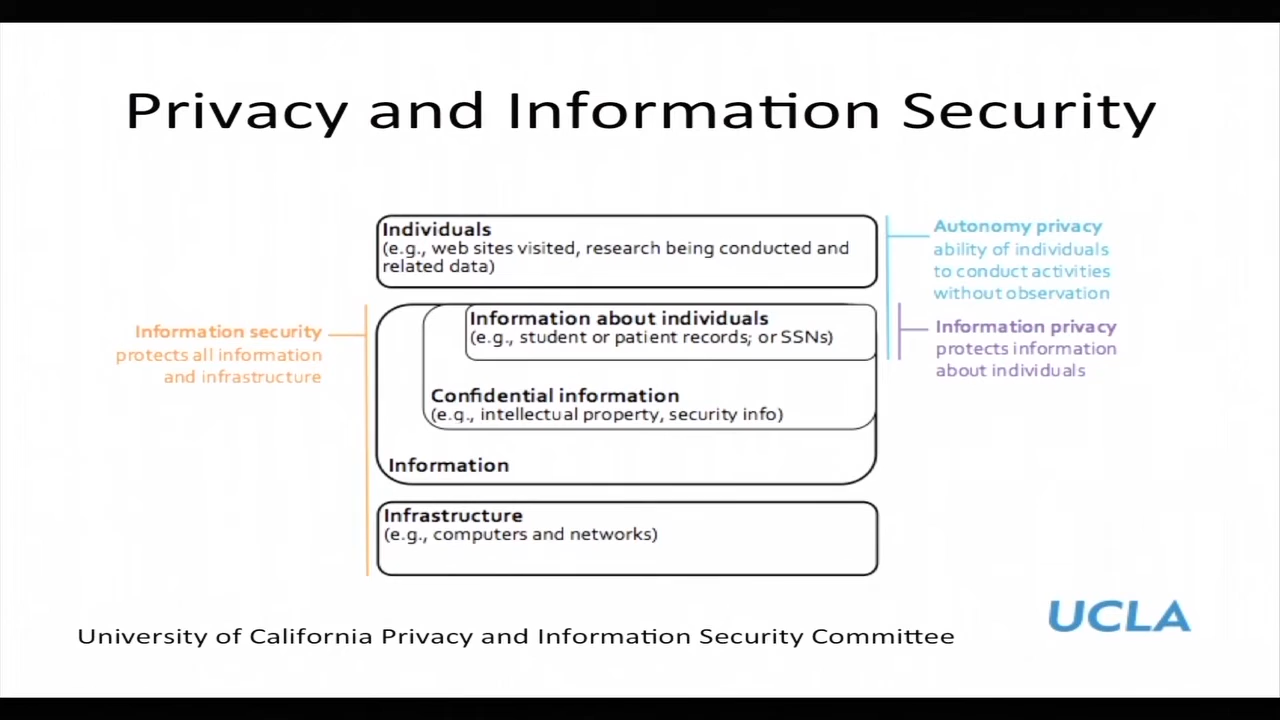 Privacy and Information Security
Individuals
(e.g., web sites visited, research being conducted and
related data)
Autonomy privacy
ability of individuals
to conduct activities
without observation
Information security
protects all information
and infrastructure
Information about individuals
(e.g., student or patient records; or SSNs)
Information privacy
protects information
about individuals
Confidential information
(e.g., intellectual property, security info)
Information
Infrastructure
(e.g., computers and networks)
University of California Privacy and Information Security Committee
UCLA